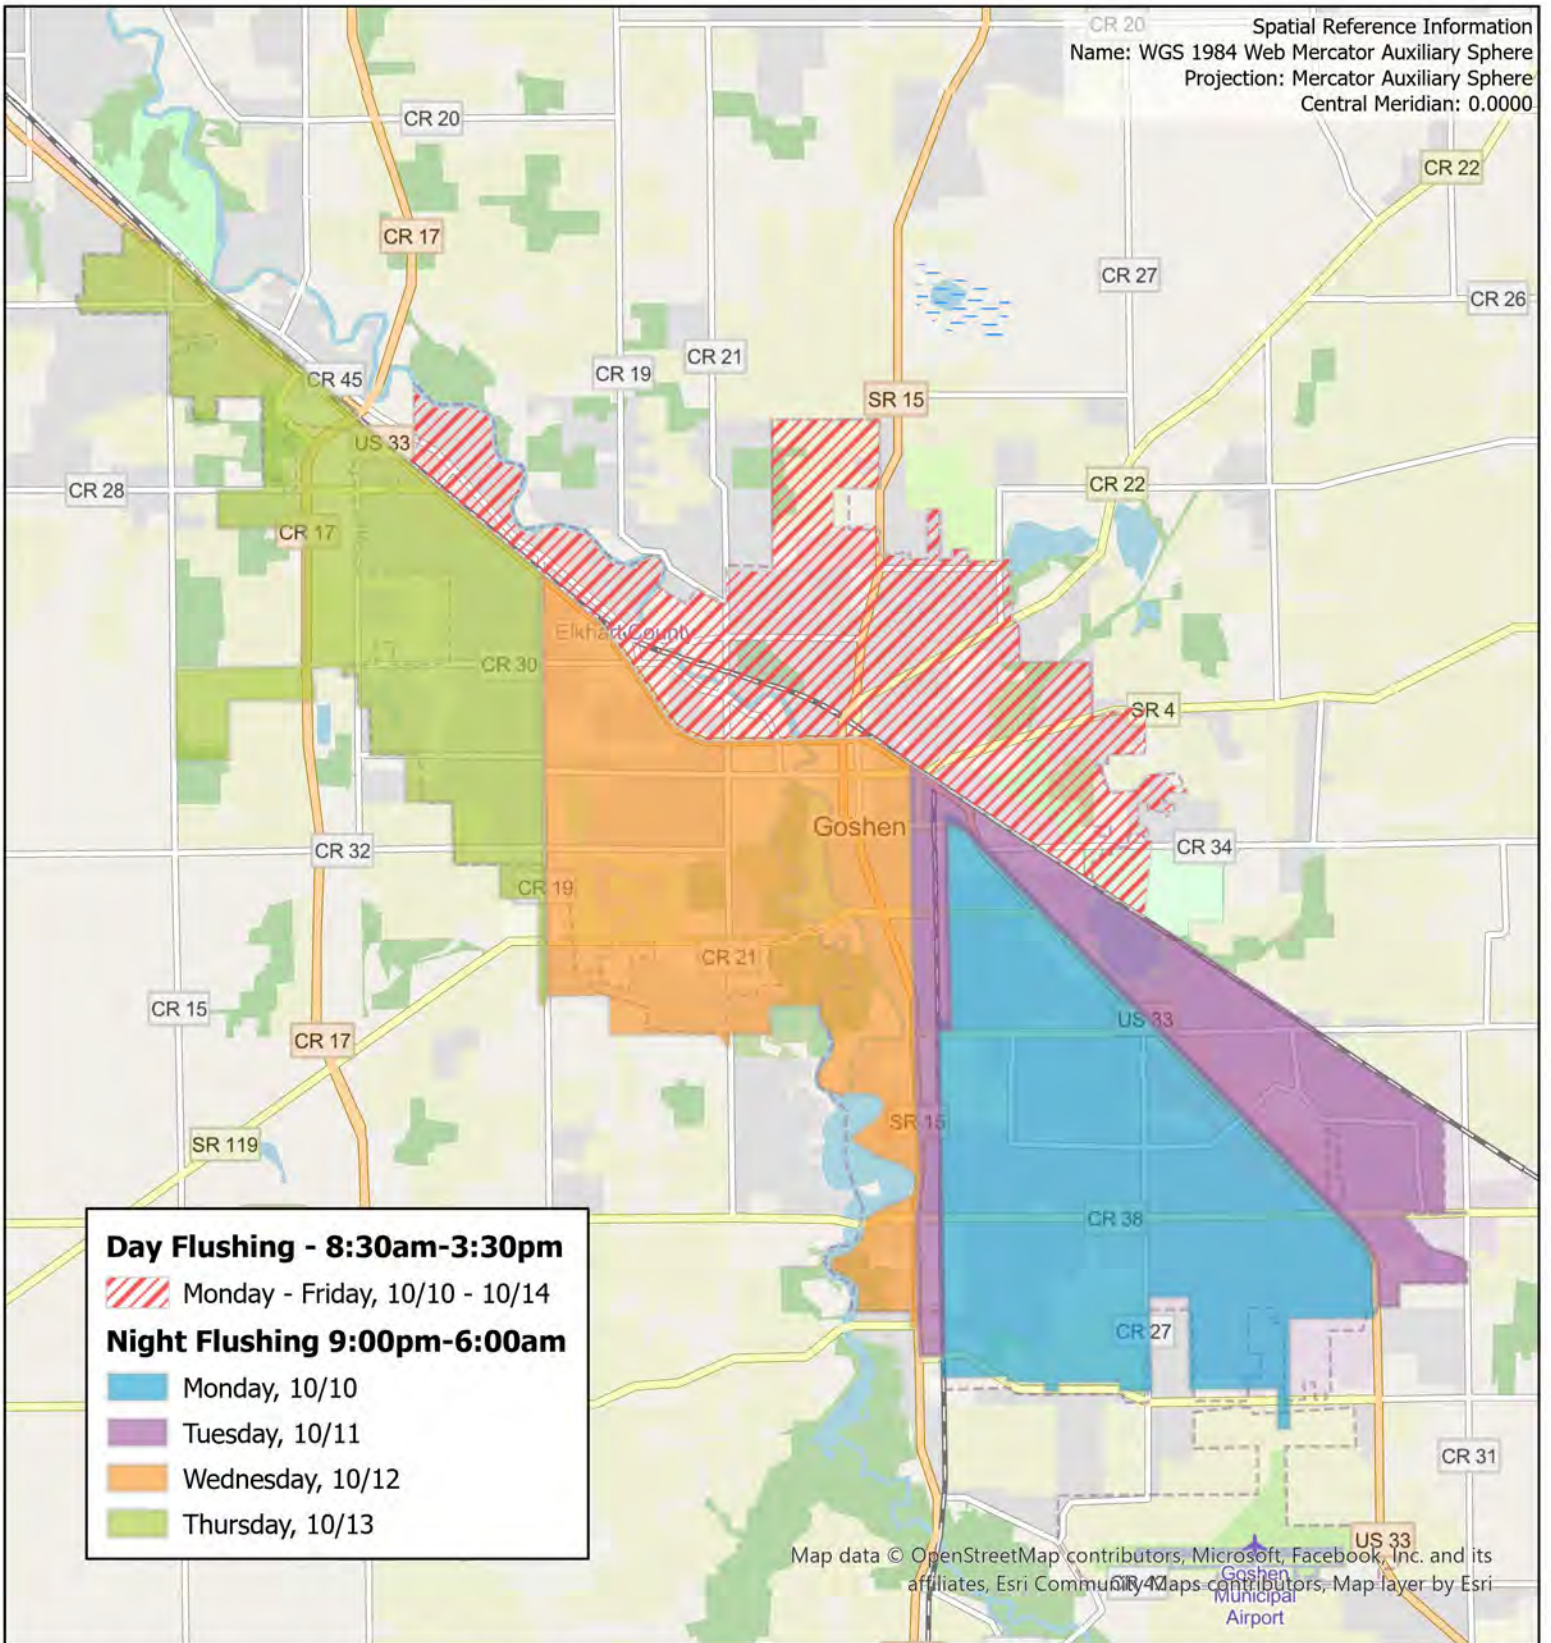 CR 20
Spatial Reference Information
Name: WGS 1984 Web Mercator Auxiliary Sphere
Projection: Mercator Auxiliary Sphere
Central Meridian: 0.0000
CR 20
CR 22
CR 17
CR 27
CR 26
CR 21
CR 19
CR 45
SR 15
US 33
CR 22
CR 28
CR 17
Elkhart County
CR 30
SR 4
Goshen
CR 32
CR 34
CR 19
CR 21
CR 15
US 33
CR 17
SR 15
SR 119
CR 38
Day Flushing - 8:30am-3:30pm
Monday - Friday, 10/10 - 10/14
Night Flushing 9:00pm-6:00am
Monday, 10/10
Tuesday, 10/11
Wednesday, 10/12
Thursday, 10/13
CR 27
CR 31
US 33
Map data © OpenStreetMap contributors, Microsoft, Facebook, Inc. and its
affiliates, Esri Community Maps contributors, Map layer by Esri
CR 42
Goshen
Municipal
Airport